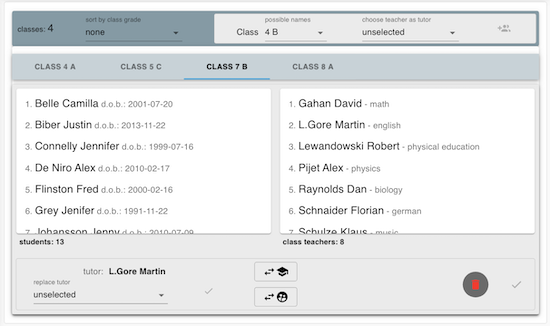 classes: 4
sort by class grade
none
possible names
Class 4 B
choose teacher as tutor
unselected
CLASS 4 A CLASS 5 C CLASS 7 B CLASS 8 A
1. Belle Camilla d.o.b.: 2001-07-20
2. Biber Justin d.o.b.: 2013-11-22
3. Connelly Jennifer d.o.b.: 1999-07-16
4. De Niro Alex d.o.b.: 2010-02-17
5. Flinston Fred d.o.b.: 2000-02-16
6. Grey Jenifer d.o.b.: 1991-11-22
7. Johansson Jenny d.o.b.: 2010-07-09
students: 13
1. Gahan David - math
2. L.Gore Martin - english
3. Lewandowski Robert - physical education
4. Pijet Alex - physics
5. Raynolds Dan - biology
6. Schnaider Florian - german
7. Schulze Klaus - music
class teachers: 8
tutor: L.Gore Martin
replace tutor
unselected